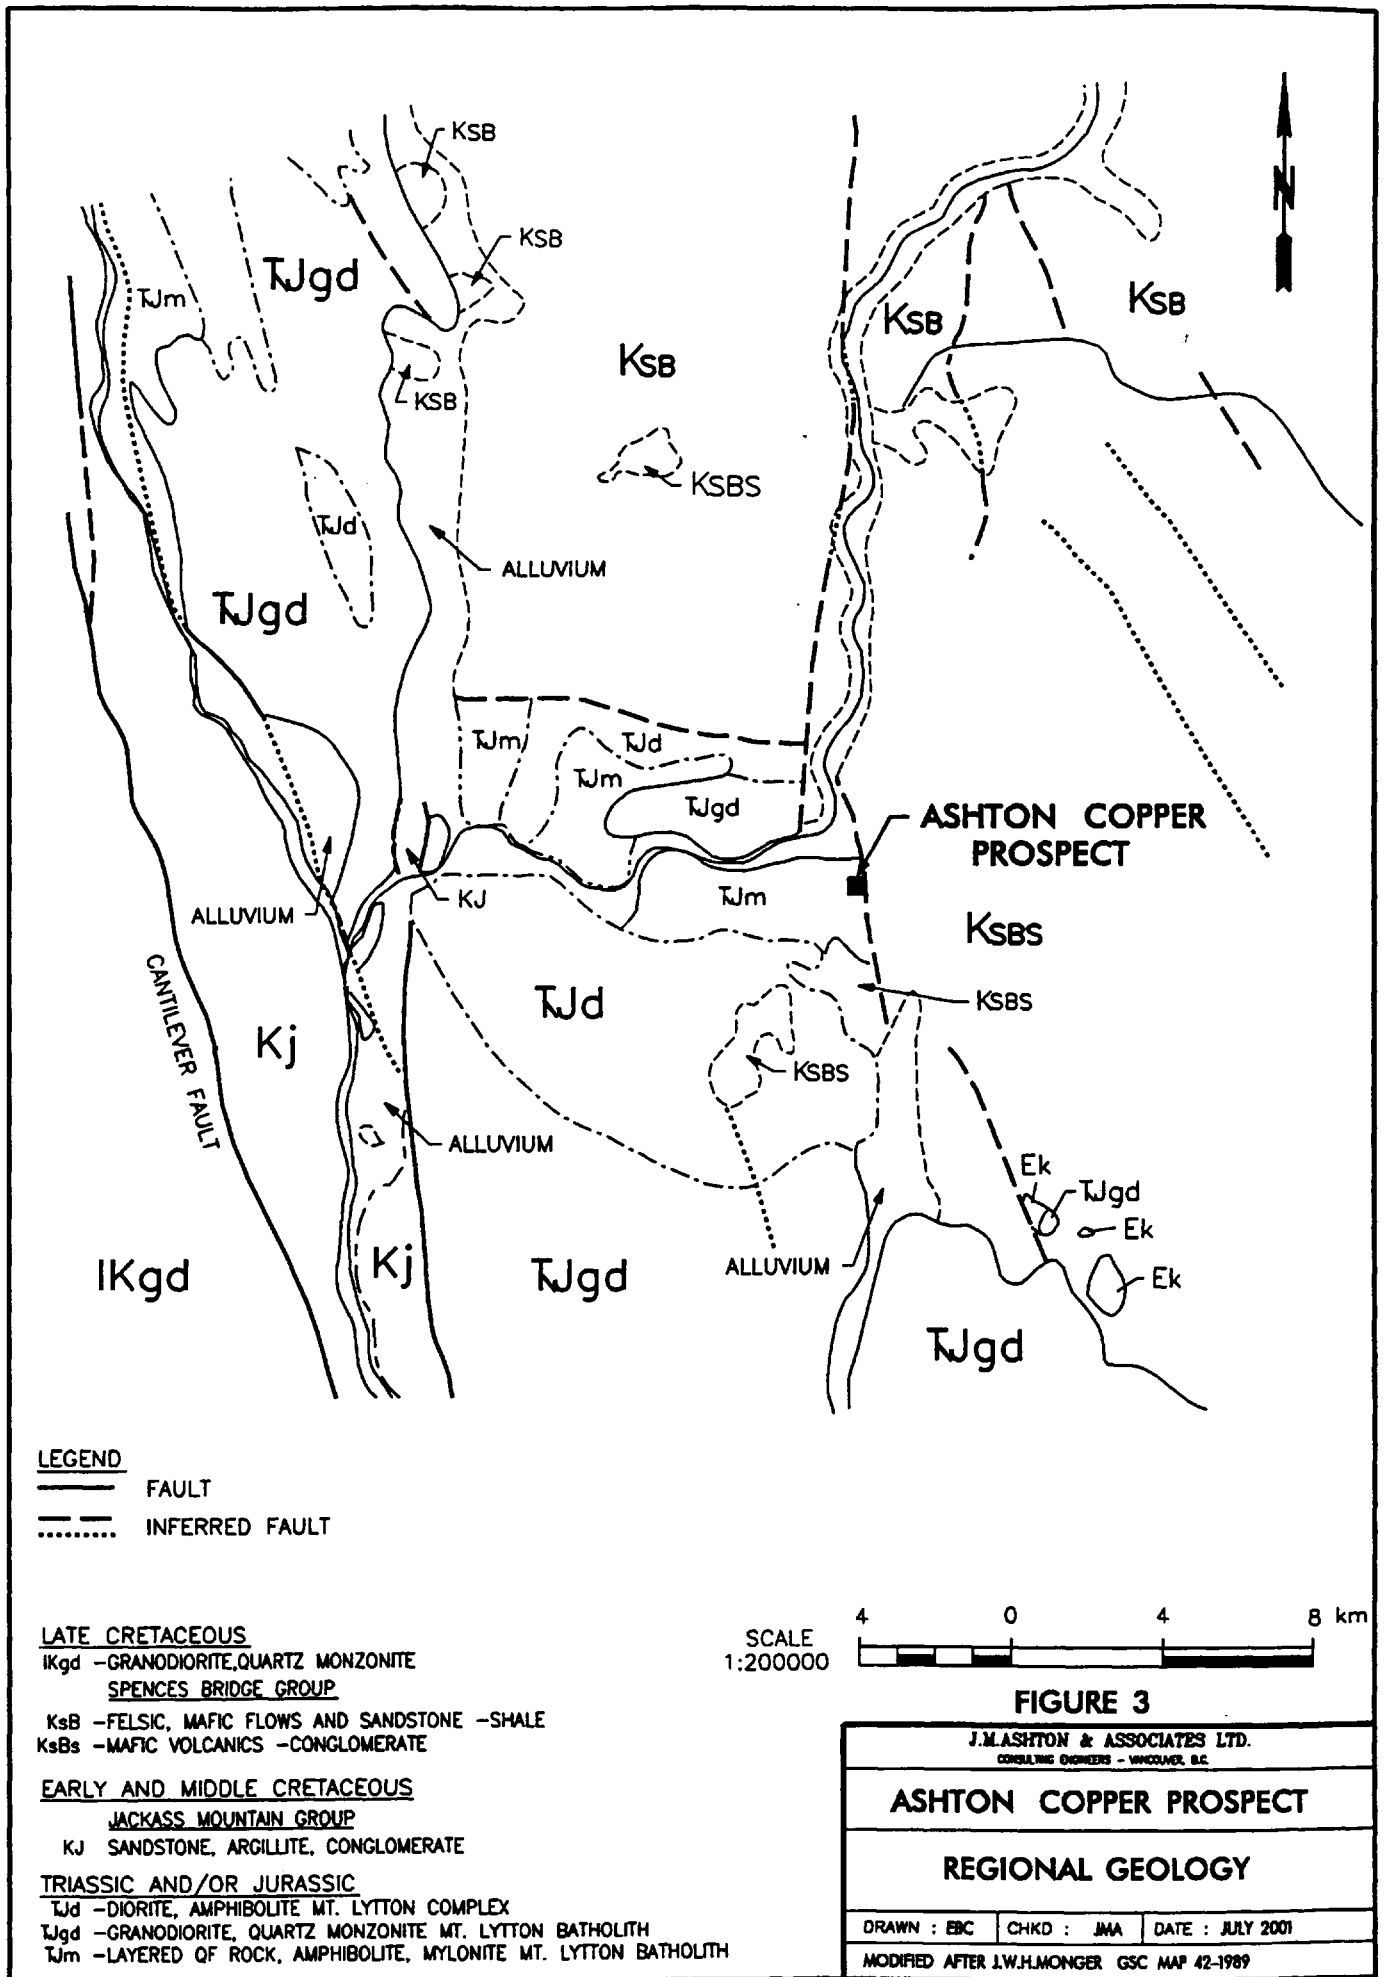 KSB
N
KSB
TJgd
TJm
KSB
KSB
KSB
KSB
KSBS
TJd
ALLUVIUM
TJgd
TJm
TJd
TJm
TJgd
ASHTON COPPER
PROSPECT
TJm
KJ
ALLUVIUM
KSBS
CANTILEVER FAULT
TJd
KSBS
Kj
KSBS
ALLUVIUM
Ek
TJgd
Ek
Kj
ALLUVIUM
IKgd
TJgd
Ek
TJgd
LEGEND
FAULT
INFERRED FAULT
LATE CRETACEOUS
IKgd -GRANODIORITE,QUARTZ MONZONITE
SPENCES BRIDGE GROUP
KsB -FELSIC, MAFIC FLOWS AND SANDSTONE -SHALE
KsBs -MAFIC VOLCANICS -CONGLOMERATE
EARLY AND MIDDLE CRETACEOUS
JACKASS MOUNTAIN GROUP
KJ SANDSTONE, ARGILLITE, CONGLOMERATE
TRIASSIC AND/OR JURASSIC
TJd -DIORITE, AMPHIBOLITE MT. LYTTON COMPLEX
TJgd -GRANODIORITE, QUARTZ MONZONITE MT. LYTTON BATHOLITH
TJm -LAYERED QF ROCK, AMPHIBOLITE, MYLONITE MT. LYTTON BATHOLITH
4 0 4 8 km
SCALE
1:200000
FIGURE 3
J.M.ASHTON & ASSOCIATES LTD.
CONSULTING ENGINEERS - VANCOUVER, B.C.
ASHTON COPPER PROSPECT
REGIONAL GEOLOGY
DRAWN : EBC CHKD : JMA DATE : JULY 2001
MODIFIED AFTER J.W.H.MONGER GSC MAP 42-1989